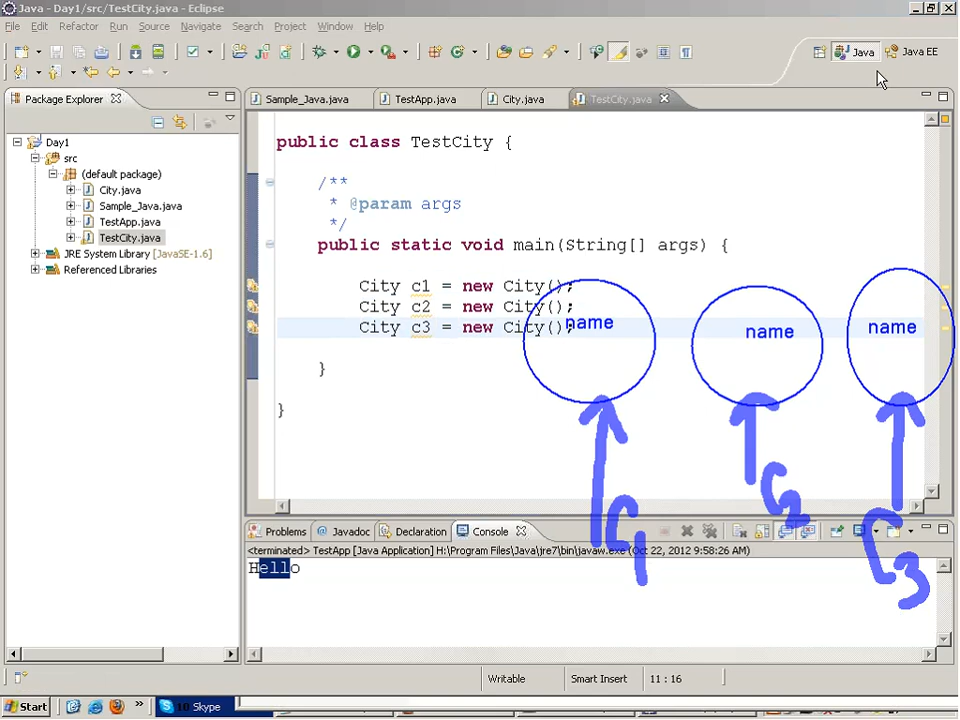 Java - Day1/src/TestCity.java - Eclipse
File Edit Refactor Run Source Navigate Search Project Window Help
Java Java EE
Package Explorer
Sample_Java.java TestApp.java City.java TestCity.java
Day1
src
(default package)
City.java
Sample_Java.java
TestApp.java
TestCity.java
JRE System Library [JavaSE-1.6]
Referenced Libraries
public class TestCity {
/**
* @param args
*/
public static void main(String[] args) {
City c1 = new City();
City c2 = new City();
City c3 = new City();
}
}
name name name
C1 C2 C3
Problems Javadoc Declaration Console
<terminated> TestApp [Java Application] H:\Program Files\Java\jre7\bin\javaw.exe (Oct 22, 2012 9:58:26 AM)
Hello
Writable Smart Insert 11 : 16
Start » 10 Skype